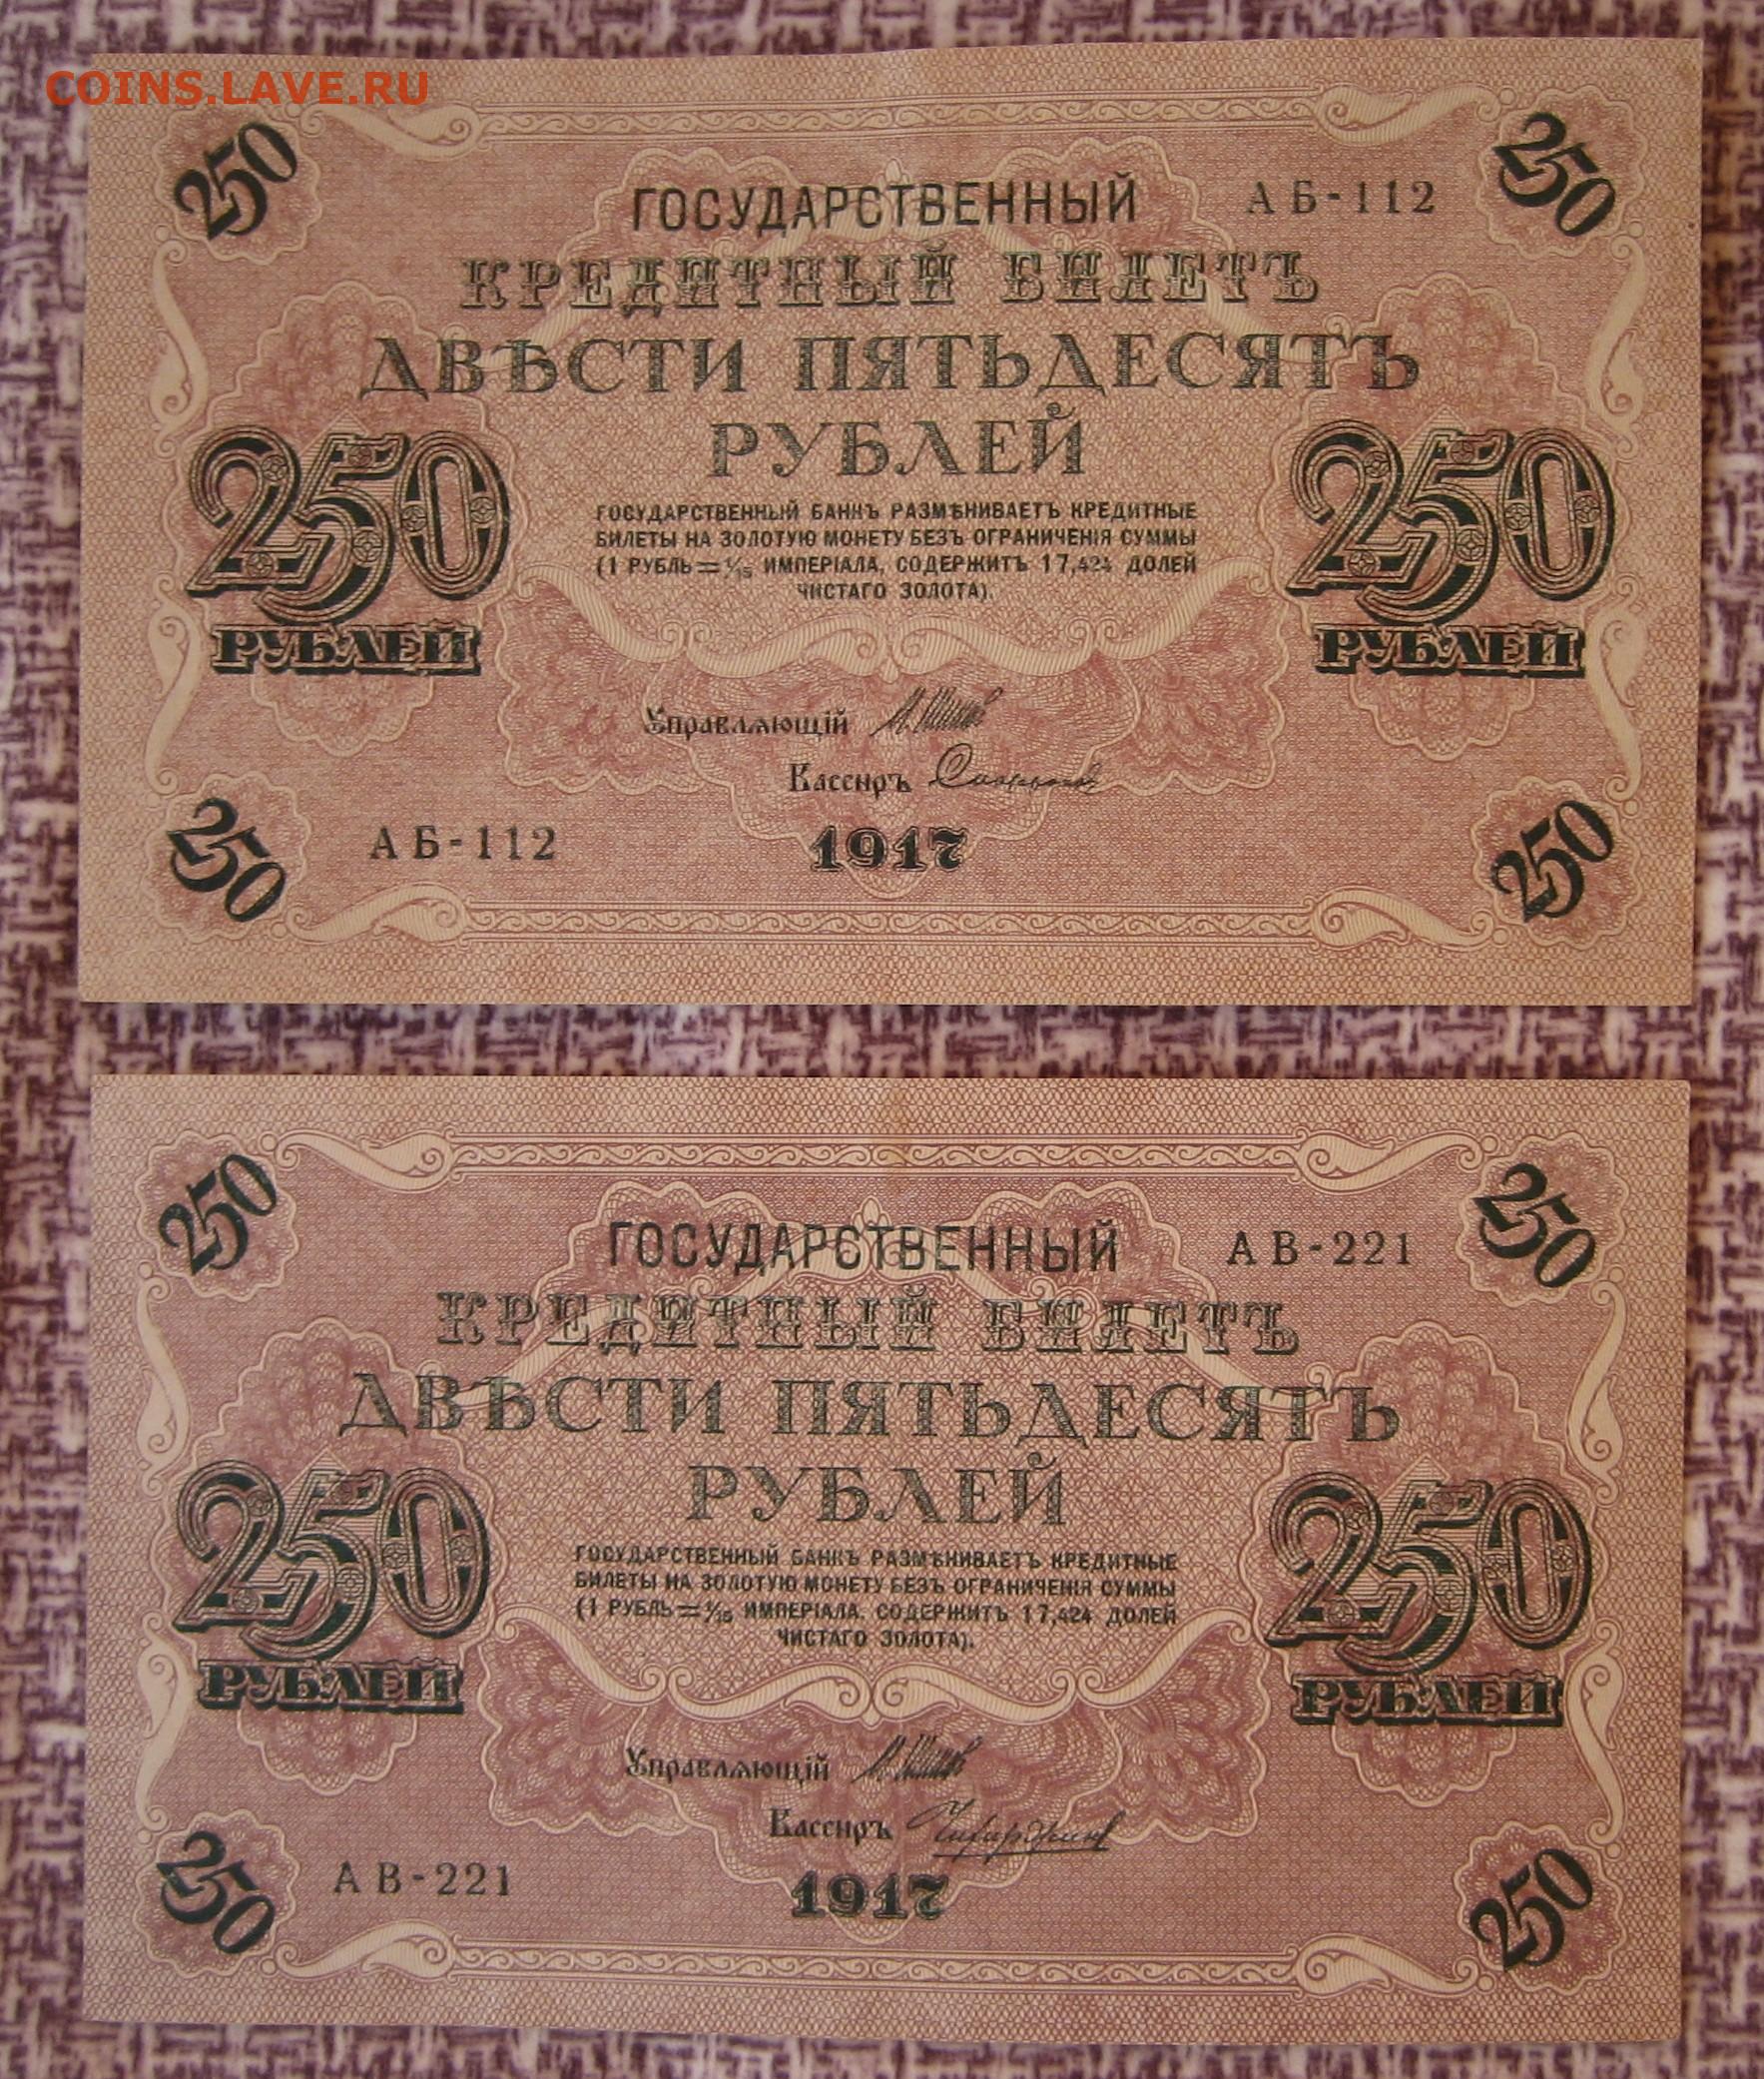 COINS.LAVE.RU
250
250
ГОСУДАРСТВЕННЫЙ
АБ-112
КРЕДИТНЫЙ БИЛЕТЪ
ДВѢСТИ ПЯТЬДЕСЯТЪ
РУБЛЕЙ
250
250
ГОСУДАРСТВЕННЫЙ БАНКЪ РАЗМѢНИВАЕТЪ КРЕДИТНЫЕ
БИЛЕТЫ НА ЗОЛОТУЮ МОНЕТУ БЕЗЪ ОГРАНИЧЕНІЯ СУММЫ
(1 РУБЛЬ=1/15 ИМПЕРІАЛА, СОДЕРЖИТЪ 17,424 ДОЛЕЙ
ЧИСТАГО ЗОЛОТА).
РУБЛЕЙ
РУБЛЕЙ
Управляющій
Кассиръ
250
АБ-112
1917
250
250
250
ГОСУДАРСТВЕННЫЙ
АВ-221
КРЕДИТНЫЙ БИЛЕТЪ
ДВѢСТИ ПЯТЬДЕСЯТЪ
РУБЛЕЙ
250
250
ГОСУДАРСТВЕННЫЙ БАНКЪ РАЗМѢНИВАЕТЪ КРЕДИТНЫЕ
БИЛЕТЫ НА ЗОЛОТУЮ МОНЕТУ БЕЗЪ ОГРАНИЧЕНІЯ СУММЫ
(1 РУБЛЬ=1/15 ИМПЕРІАЛА, СОДЕРЖИТЪ 17,424 ДОЛЕЙ
ЧИСТАГО ЗОЛОТА).
РУБЛЕЙ
РУБЛЕЙ
Управляющій
Кассиръ
250
АВ-221
1917
250